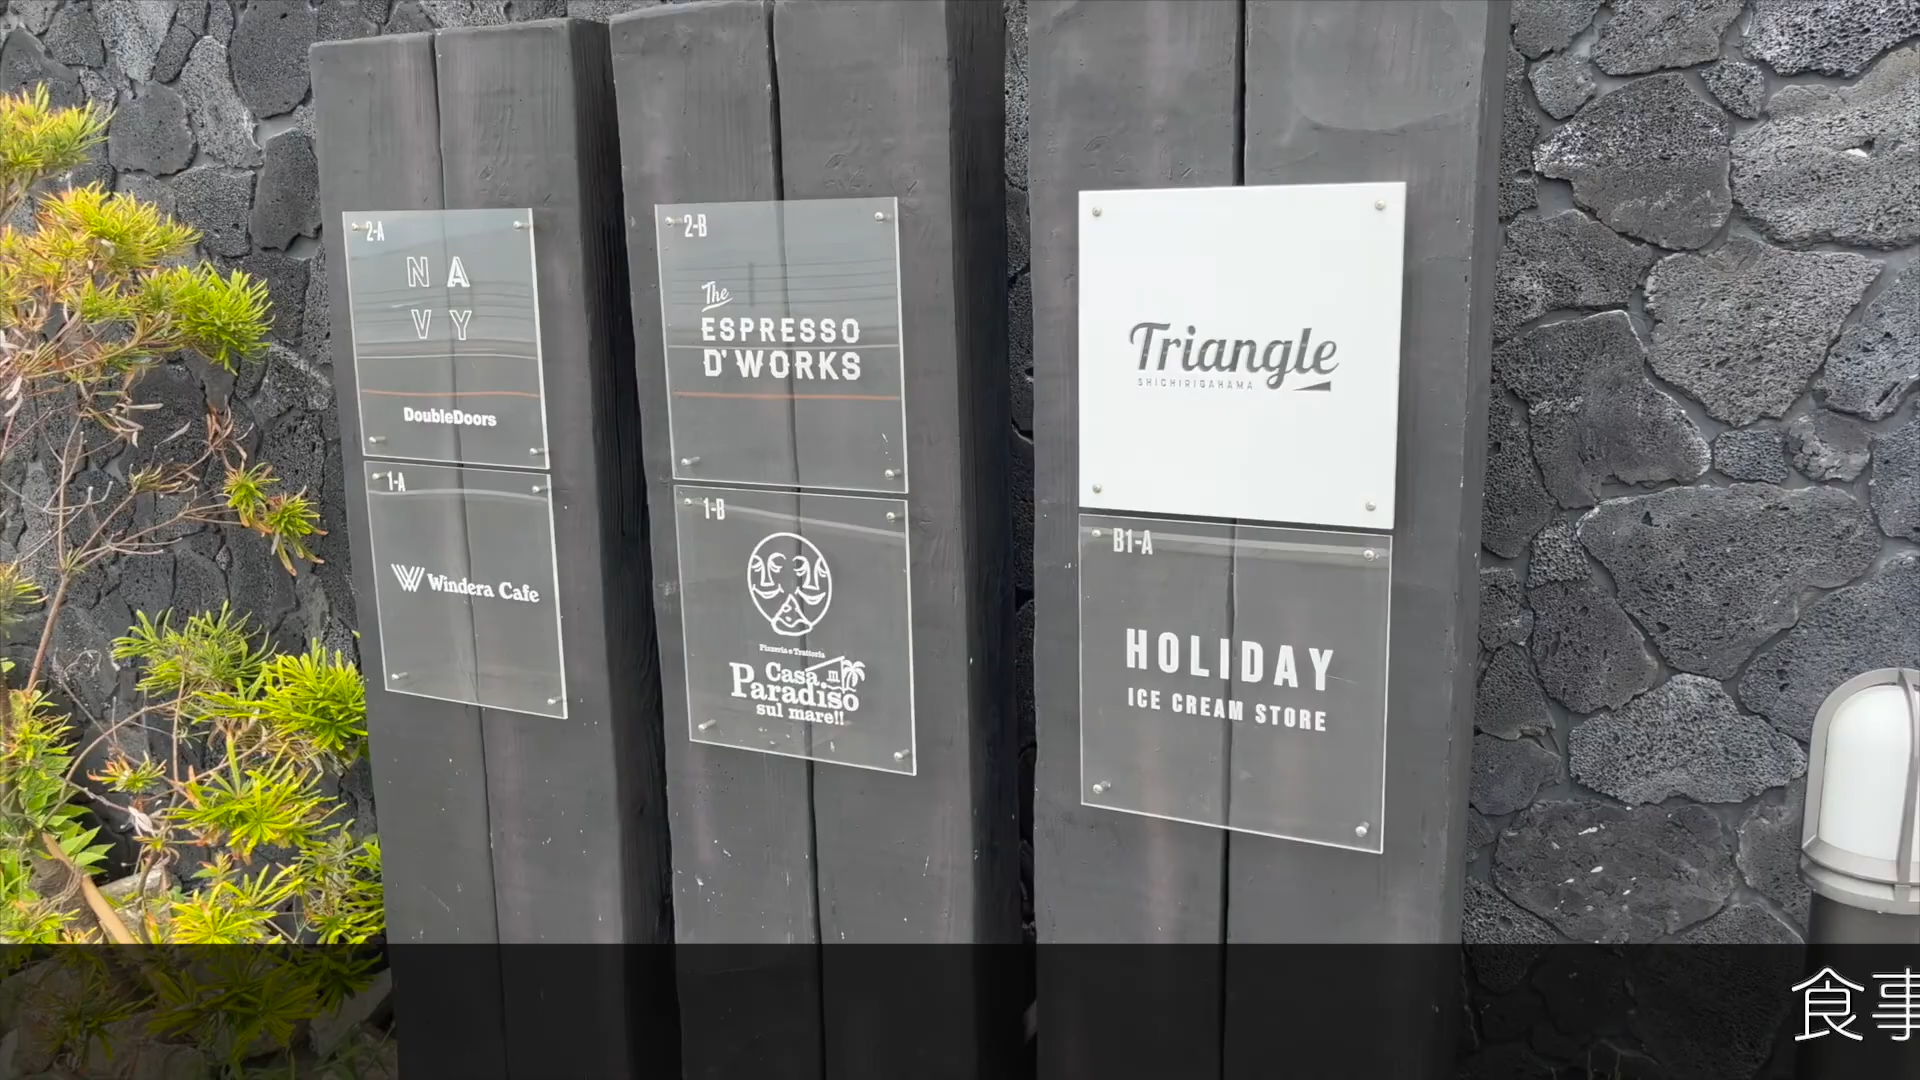 2-A
N A
V Y
DoubleDoors
1-A
Windera Cafe
2-B
The
ESPRESSO
D'WORKS
1-B
Pizzeria e Trattoria
Casa
Paradiso
sul mare!!
Triangle
SHICHIRIGAHAMA
B1-A
HOLIDAY
ICE CREAM STORE
食事